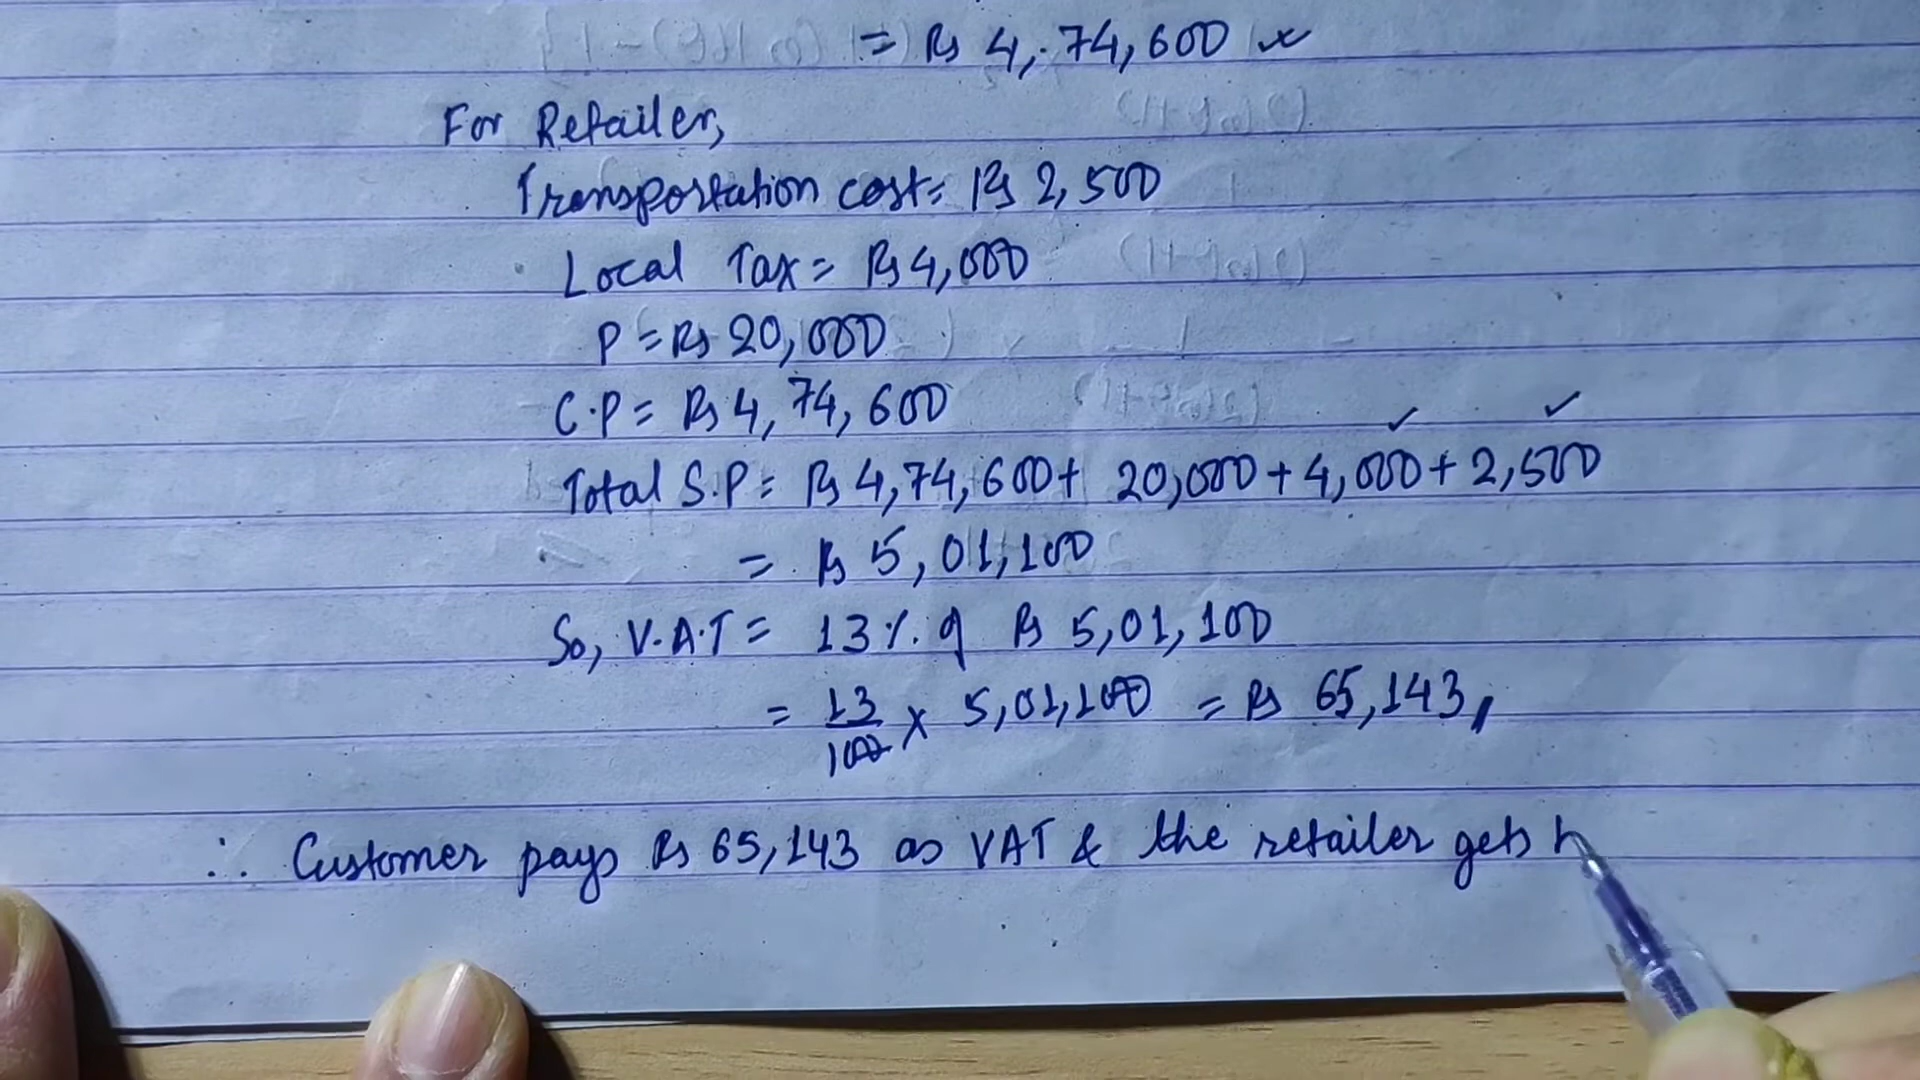 = Rs 4,74,600
For Retailer,
Transportation cost = Rs 2,500
Local Tax = Rs 4,000
P = Rs 20,000
C.P = Rs 4,74,600
Total S.P = Rs 4,74,600 + 20,000 + 4,000 + 2,500
= Rs 5,01,100
So, V.A.T = 13% of Rs 5,01,100
= 13/100 × 5,01,100 = Rs 65,143
∴ Customer pays Rs 65,143 as VAT & the retailer gets